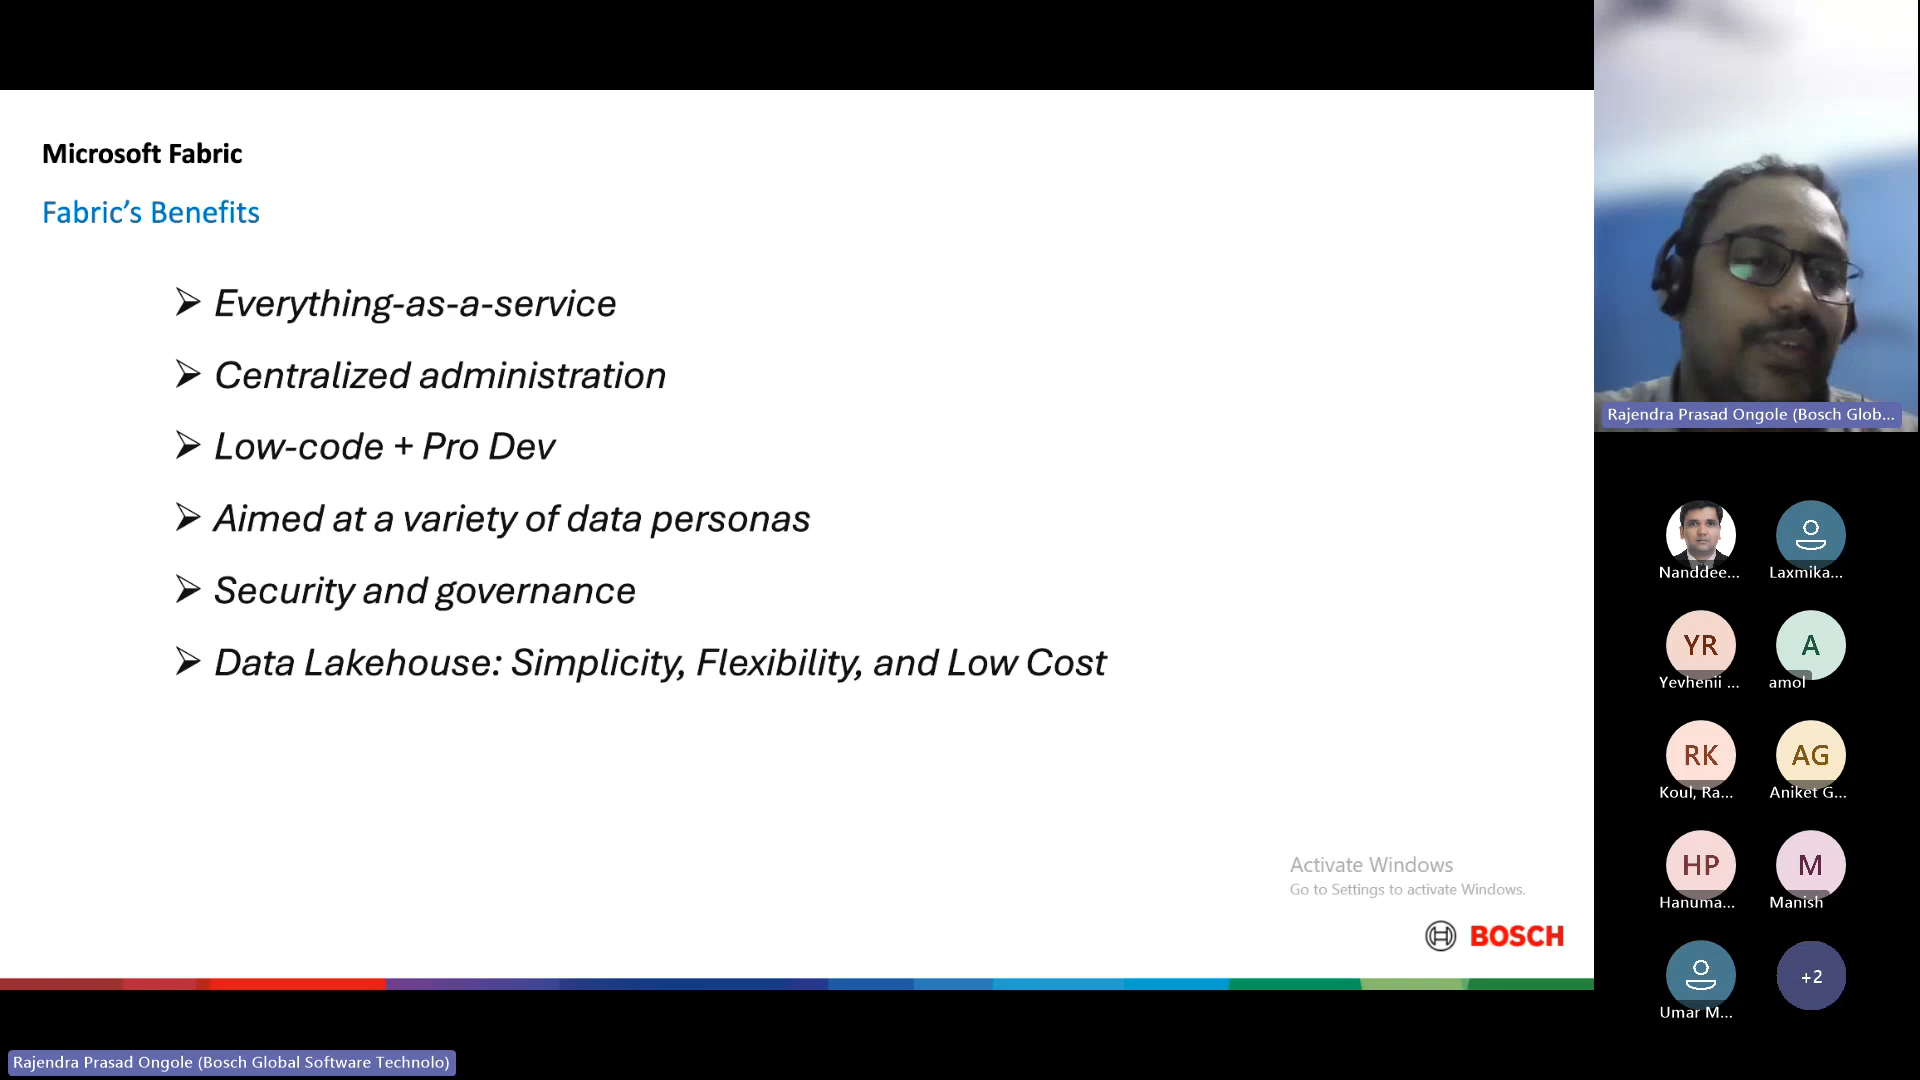 Microsoft Fabric
Fabric’s Benefits
Everything-as-a-service
Centralized administration
Low-code + Pro Dev
Aimed at a variety of data personas
Security and governance
Data Lakehouse: Simplicity, Flexibility, and Low Cost
Activate Windows
Go to Settings to activate Windows.
BOSCH
Rajendra Prasad Ongole (Bosch Global Software Technolo)
Rajendra Prasad Ongole (Bosch Glob...
Nanddee...
Laxmika...
YR
A
Yevhenii ...
amol
RK
AG
Koul, Ra...
Aniket G...
HP
M
Hanuma...
Manish
+2
Umar M...